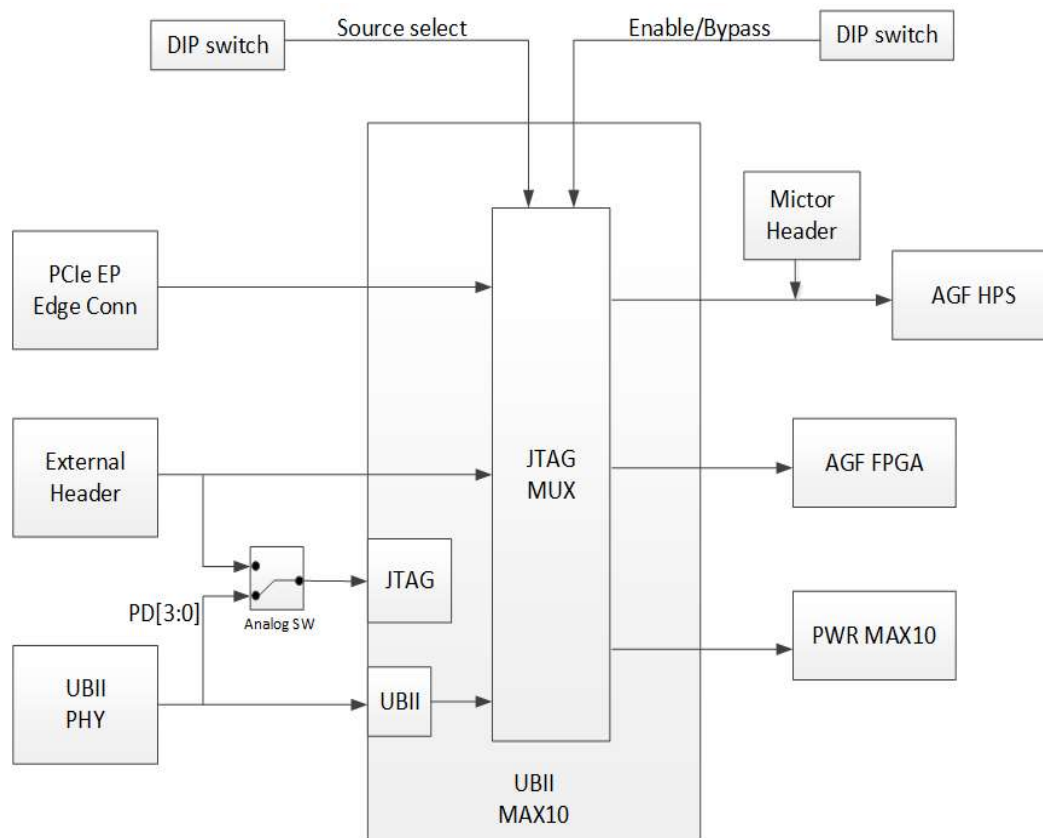 DIP switch
Source select
Enable/Bypass
DIP switch
Mictor
Header
PCIe EP
Edge Conn
AGF HPS
External
Header
JTAG
MUX
AGF FPGA
JTAG
PD[3:0]
Analog SW
PWR MAX10
UBII
PHY
UBII
UBII
MAX10